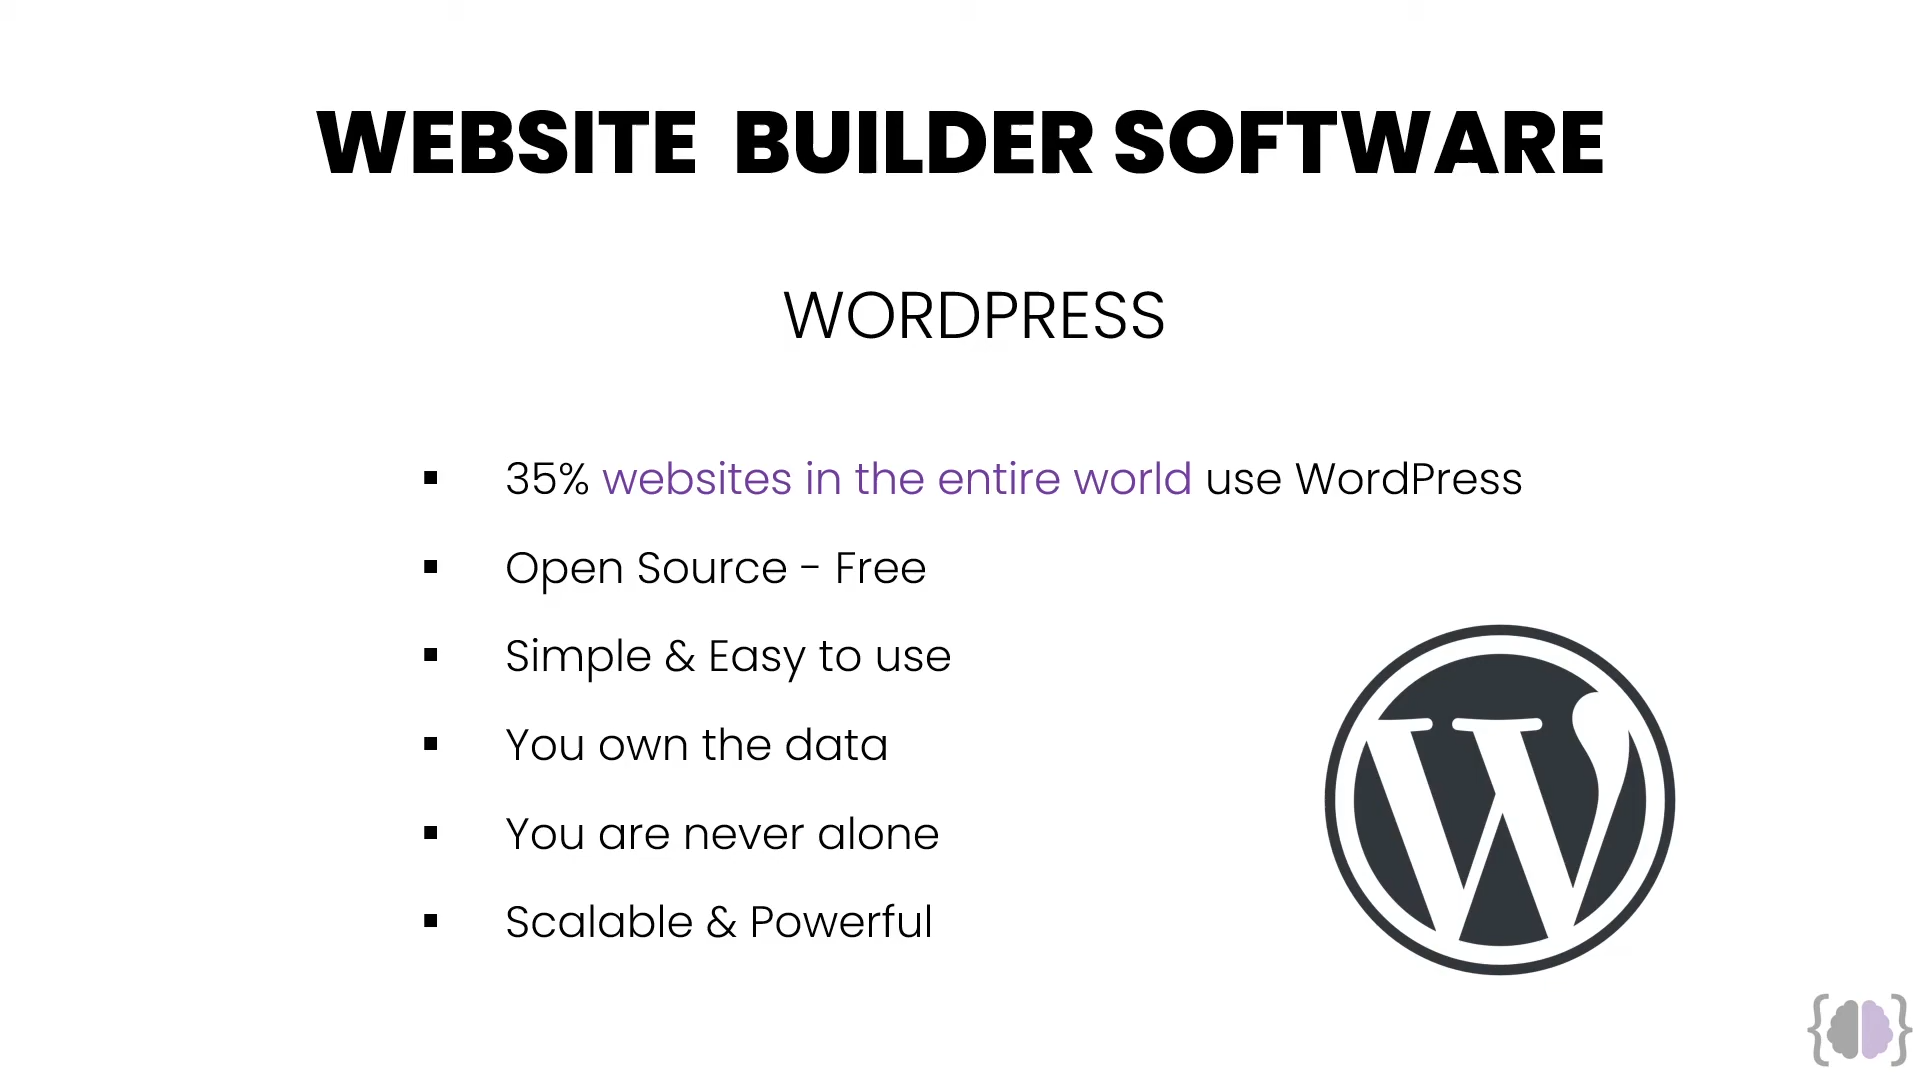 WEBSITE BUILDER SOFTWARE
WORDPRESS
▪ 35% websites in the entire world use WordPress
▪ Open Source - Free
▪ Simple & Easy to use
▪ You own the data
▪ You are never alone
▪ Scalable & Powerful